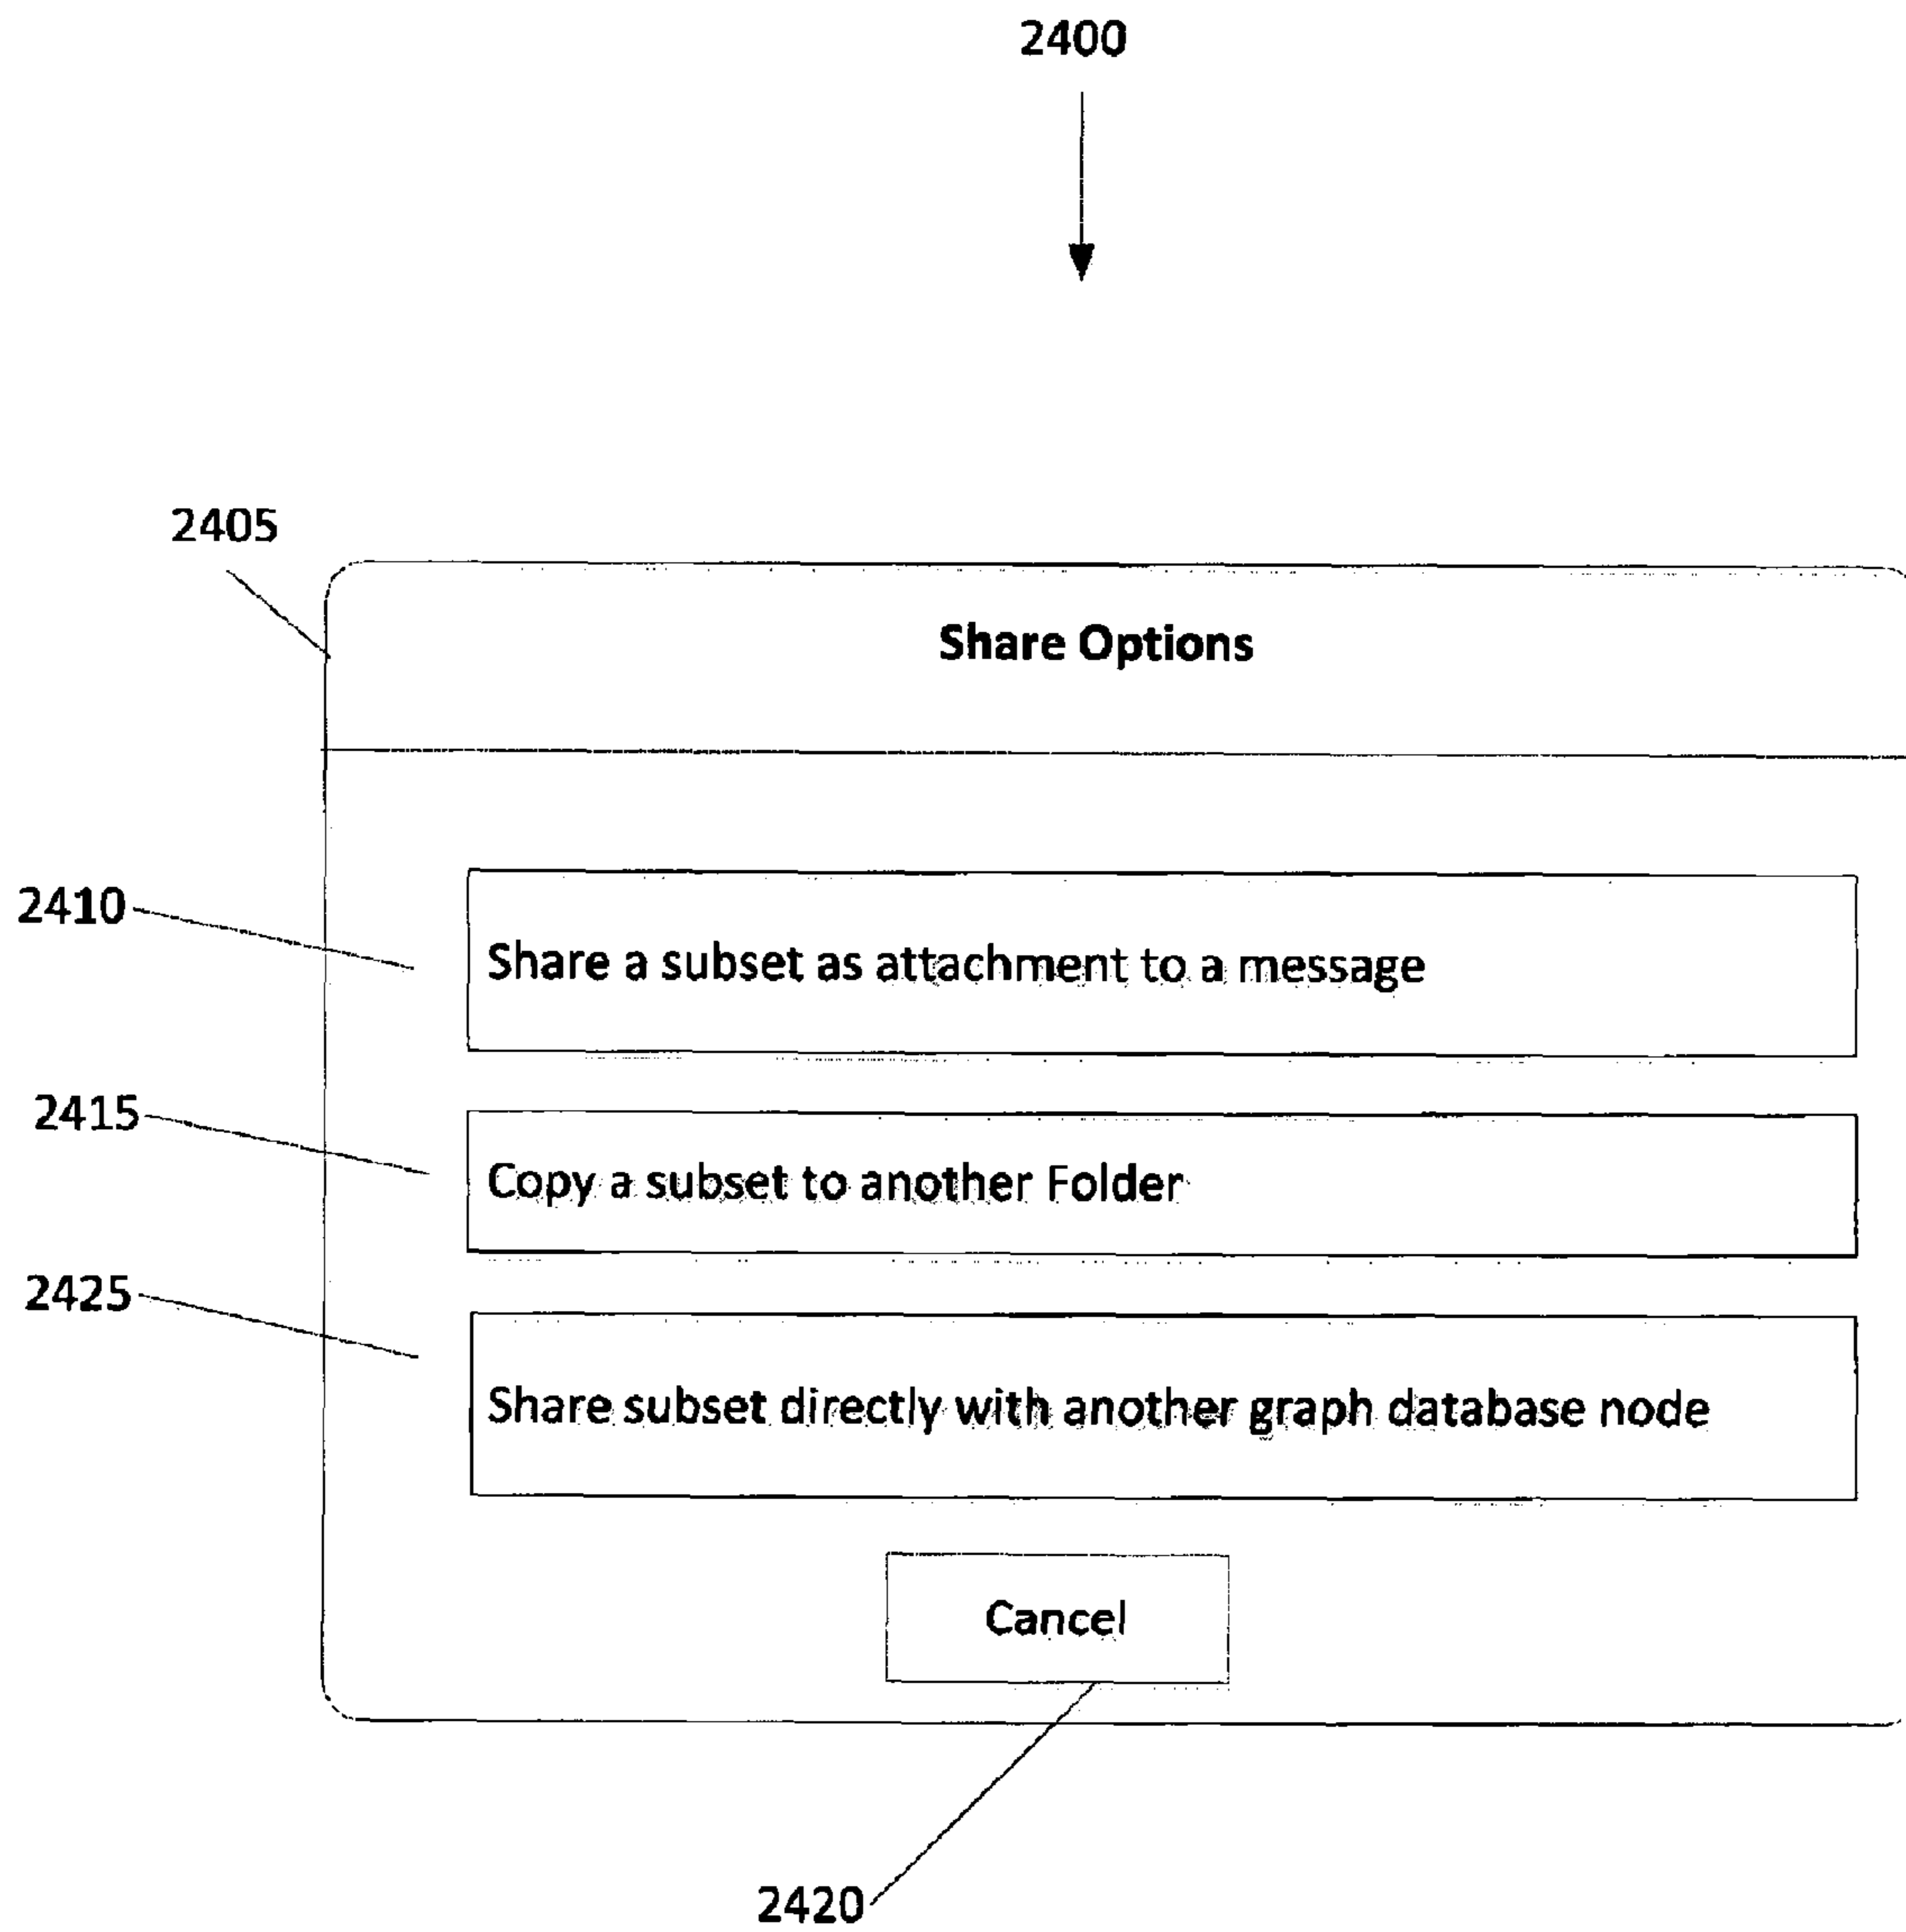 2400
2405
Share Options
2410
Share a subset as attachment to a message
2415
Copy a subset to another Folder
2425
Share subset directly with another graph database node
Cancel
2420